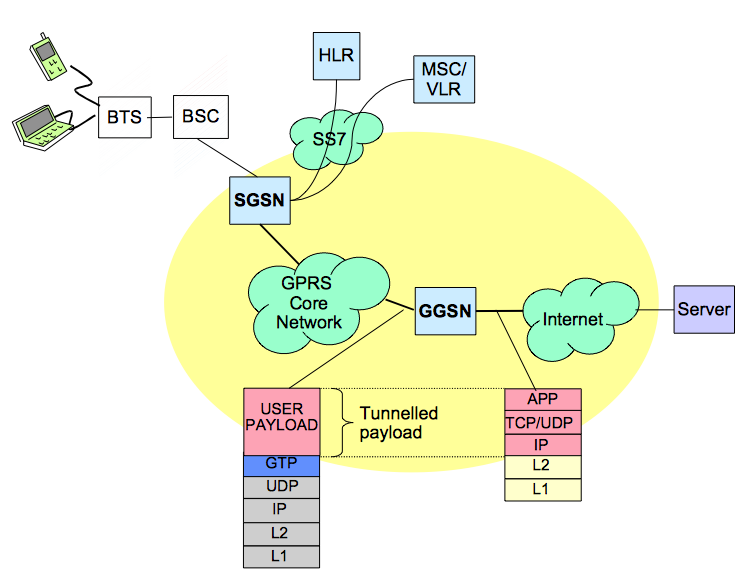 HLR
MSC/
VLR
BTS
BSC
SS7
SGSN
GPRS
Core
Network
GGSN
Internet
Server
USER
PAYLOAD
GTP
UDP
IP
L2
L1
Tunnelled
payload
APP
TCP/UDP
IP
L2
L1